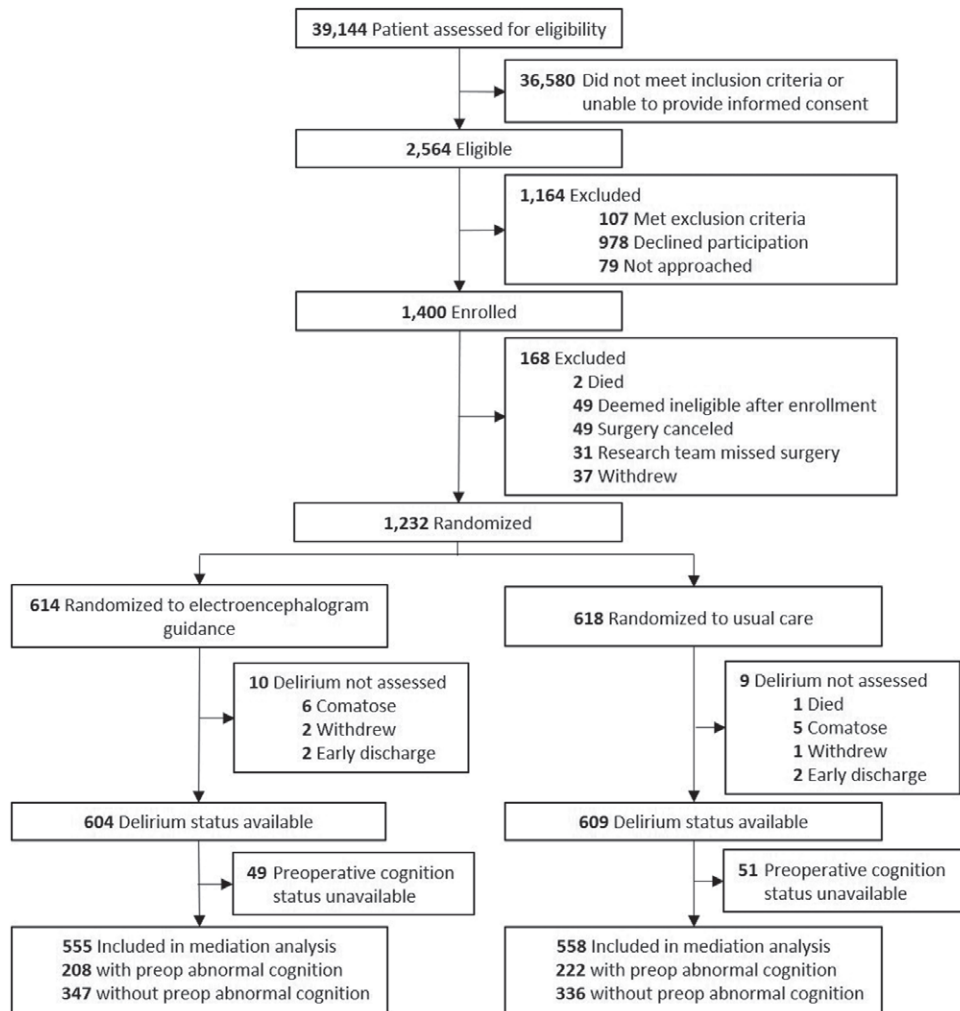 39,144 Patient assessed for eligibility
36,580 Did not meet inclusion criteria or
unable to provide informed consent
2,564 Eligible
1,164 Excluded
107 Met exclusion criteria
978 Declined participation
79 Not approached
1,400 Enrolled
168 Excluded
2 Died
49 Deemed ineligible after enrollment
49 Surgery canceled
31 Research team missed surgery
37 Withdrew
1,232 Randomized
614 Randomized to electroencephalogram
guidance
618 Randomized to usual care
10 Delirium not assessed
6 Comatose
2 Withdrew
2 Early discharge
9 Delirium not assessed
1 Died
5 Comatose
1 Withdrew
2 Early discharge
604 Delirium status available
609 Delirium status available
49 Preoperative cognition
status unavailable
51 Preoperative cognition
status unavailable
555 Included in mediation analysis
208 with preop abnormal cognition
347 without preop abnormal cognition
558 Included in mediation analysis
222 with preop abnormal cognition
336 without preop abnormal cognition